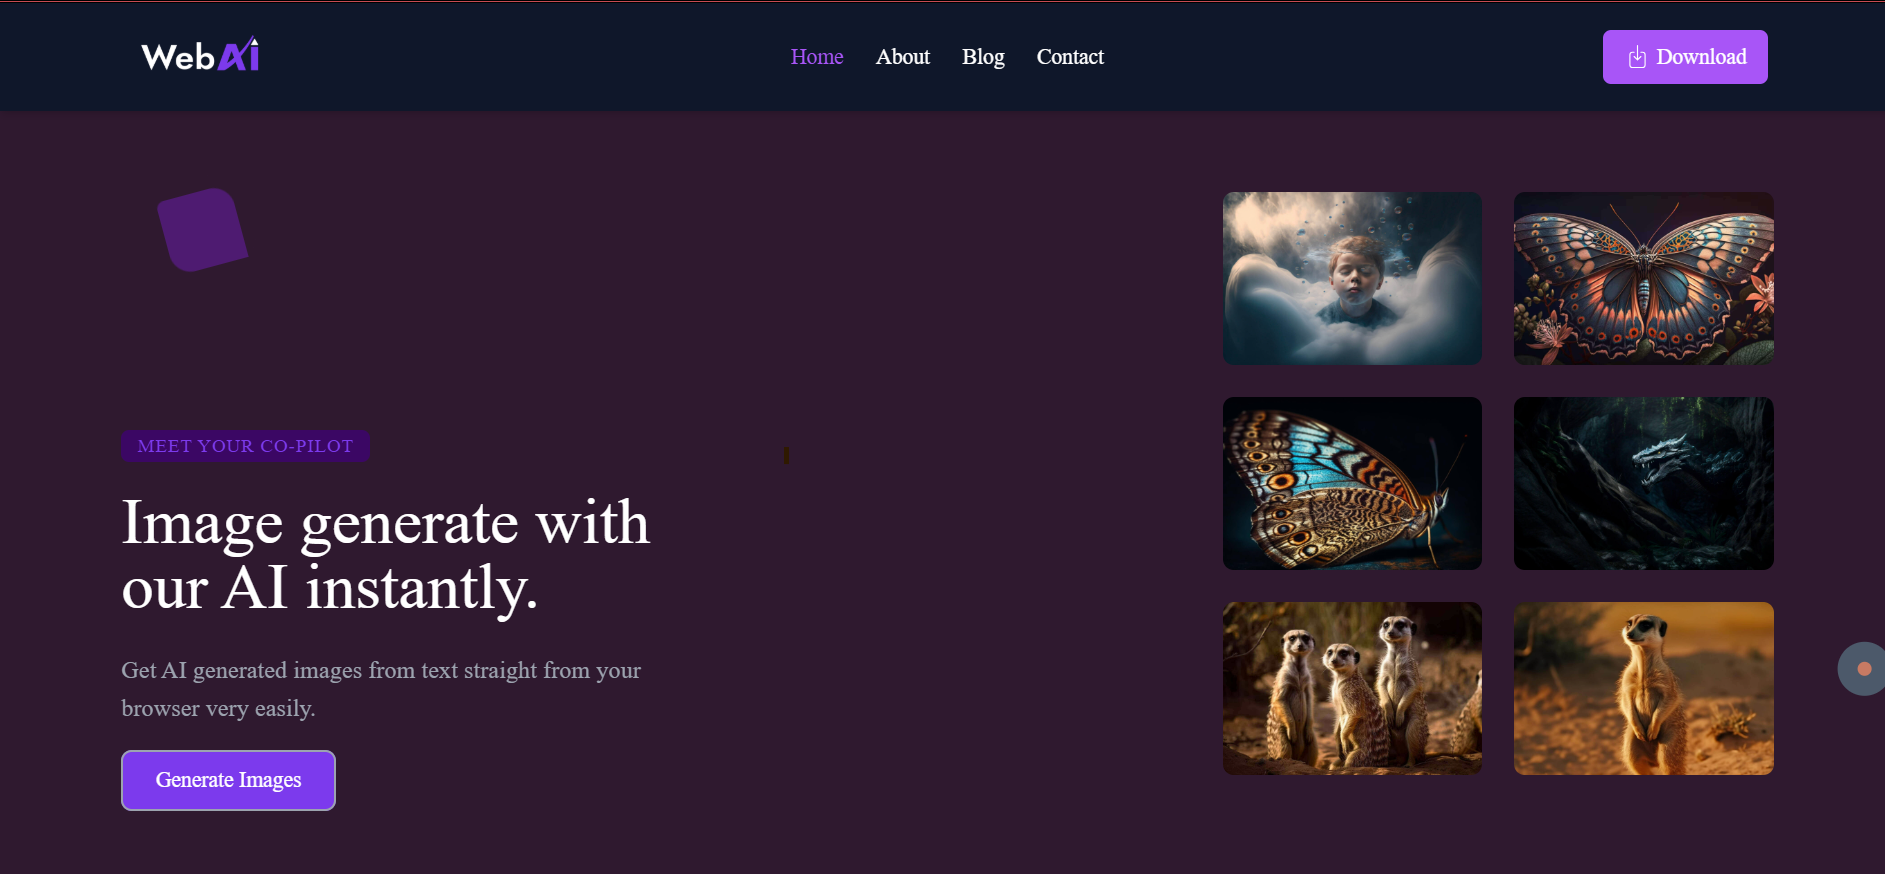 WebAi
Home About Blog Contact
Download
MEET YOUR CO-PILOT
Image generate with
our AI instantly.
Get AI generated images from text straight from your
browser very easily.
Generate Images